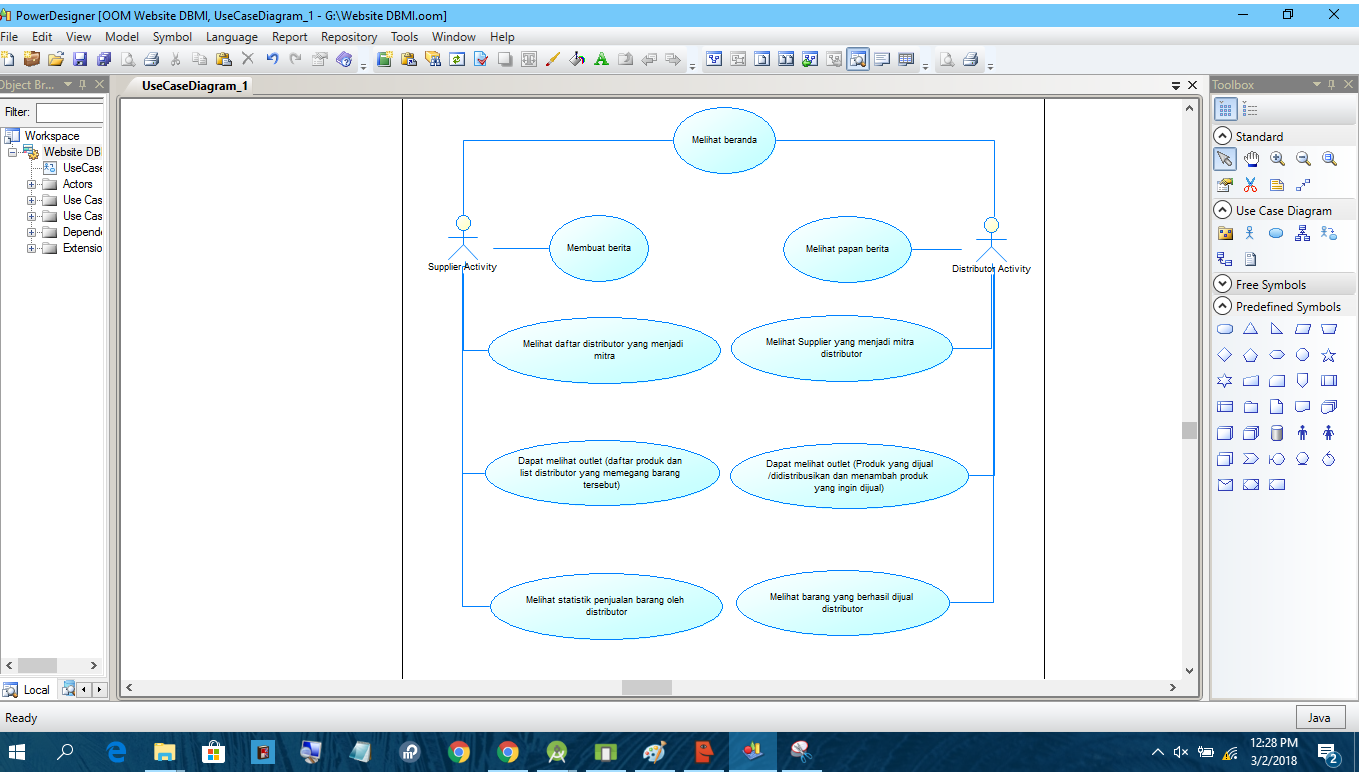 PowerDesigner [OOM Website DBMI, UseCaseDiagram_1 - G:\Website DBMI.oom]
File Edit View Model Symbol Language Report Repository Tools Window Help
Object Br...
UseCaseDiagram_1
Toolbox
Filter:
Workspace
Website DB
UseCase
Actors
Use Cas
Use Cas
Depende
Extensio
Local
Melihat beranda
Supplier Activity
Membuat berita
Melihat papan berita
Distributor Activity
Melihat daftar distributor yang menjadi
mitra
Melihat Supplier yang menjadi mitra
distributor
Dapat melihat outlet (daftar produk dan
list distributor yang memegang barang
tersebut)
Dapat melihat outlet (Produk yang dijual
/didistribusikan dan menambah produk
yang ingin dijual)
Melihat statistik penjualan barang oleh
distributor
Melihat barang yang berhasil dijual
distributor
Standard
Use Case Diagram
Free Symbols
Predefined Symbols
Ready
Java
12:28 PM
3/2/2018
2